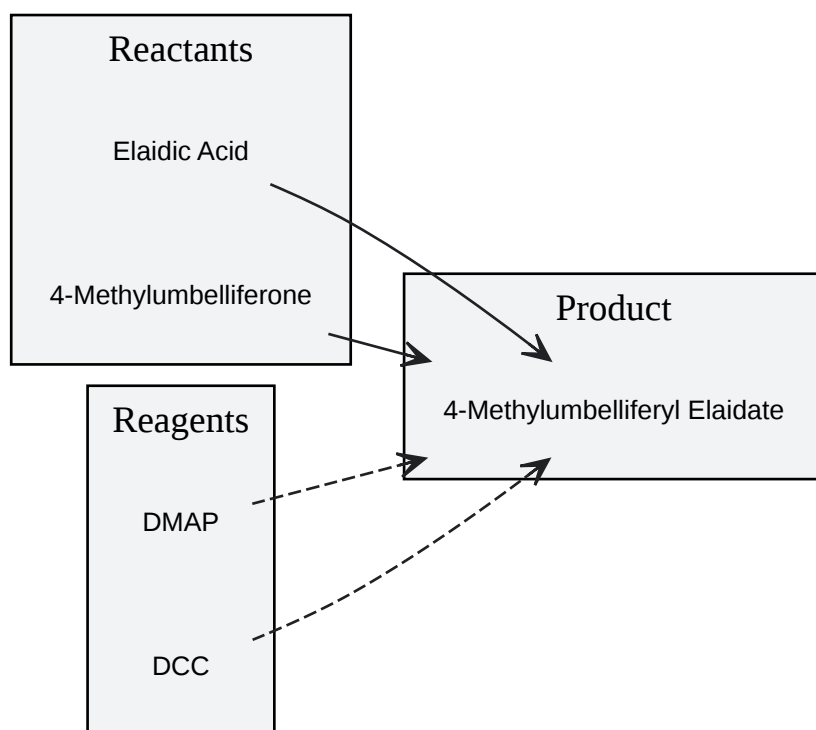 Reactants
Elaidic Acid
4-Methylumbelliferone
Product
4-Methylumbelliferyl Elaidate
Reagents
DMAP
DCC